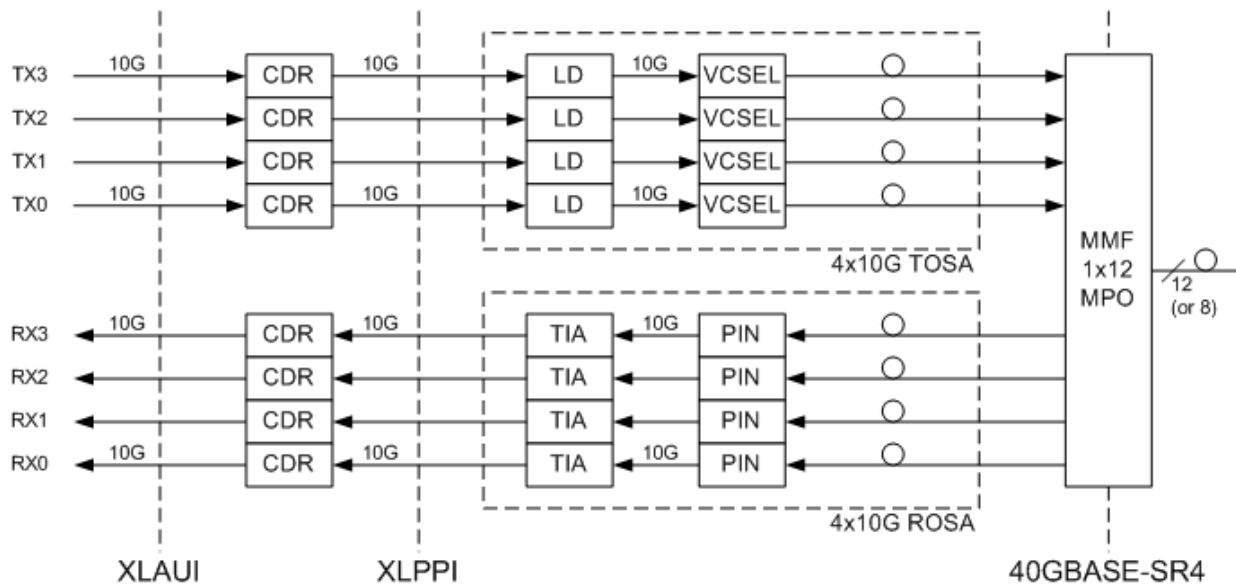 TX3 10G CDR 10G LD 10G VCSEL
TX2 CDR LD VCSEL
TX1 CDR LD VCSEL
TX0 10G CDR 10G LD 10G VCSEL
4x10G TOSA
MMF
1x12
MPO
12
(or 8)
RX3 10G CDR 10G TIA 10G PIN
RX2 CDR TIA PIN
RX1 CDR TIA PIN
RX0 10G CDR 10G TIA 10G PIN
4x10G ROSA
XLAUI XLPPI 40GBASE-SR4